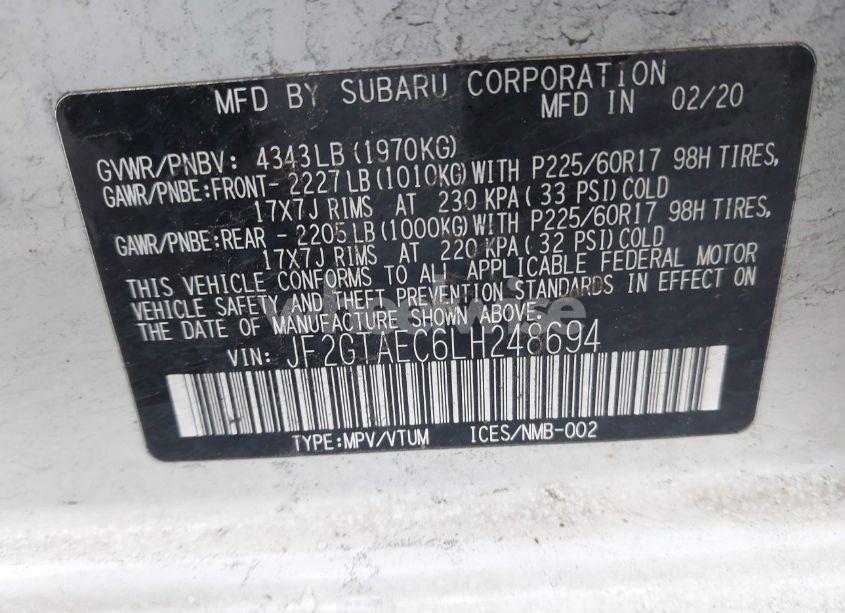 MFD BY SUBARU CORPORATION
MFD IN 02/20
GVWR/PNBV: 4343LB (1970KG)
GAWR/PNBE:FRONT- 2227LB(1010KG)WITH P225/60R17 98H TIRES,
17X7J RIMS AT 230 KPA( 33 PSI)COLD
GAWR/PNBE:REAR - 2205LB(1000KG)WITH P225/60R17 98H TIRES,
17X7J RIMS AT 220 KPA( 32 PSI)COLD
THIS VEHICLE CONFORMS TO ALL APPLICABLE FEDERAL MOTOR
VEHICLE SAFETY AND THEFT PREVENTION STANDARDS IN EFFECT ON
THE DATE OF MANUFACTURE SHOWN ABOVE.
VIN: JF2GTAEC6LH248694
TYPE:MPV/VTUM ICES/NMB-002